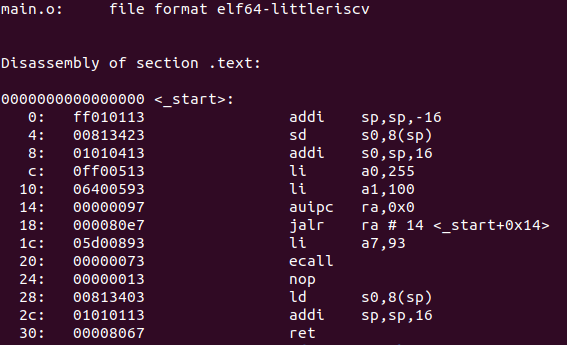 main.o:     file format elf64-littleriscv
Disassembly of section .text:
0000000000000000 <_start>:
   0:   ff010113                addi    sp,sp,-16
   4:   00813423                sd      s0,8(sp)
   8:   01010413                addi    s0,sp,16
   c:   0ff00513                li      a0,255
  10:   06400593                li      a1,100
  14:   00000097                auipc   ra,0x0
  18:   000080e7                jalr    ra # 14 <_start+0x14>
  1c:   05d00893                li      a7,93
  20:   00000073                ecall
  24:   00000013                nop
  28:   00813403                ld      s0,8(sp)
  2c:   01010113                addi    sp,sp,16
  30:   00008067                ret